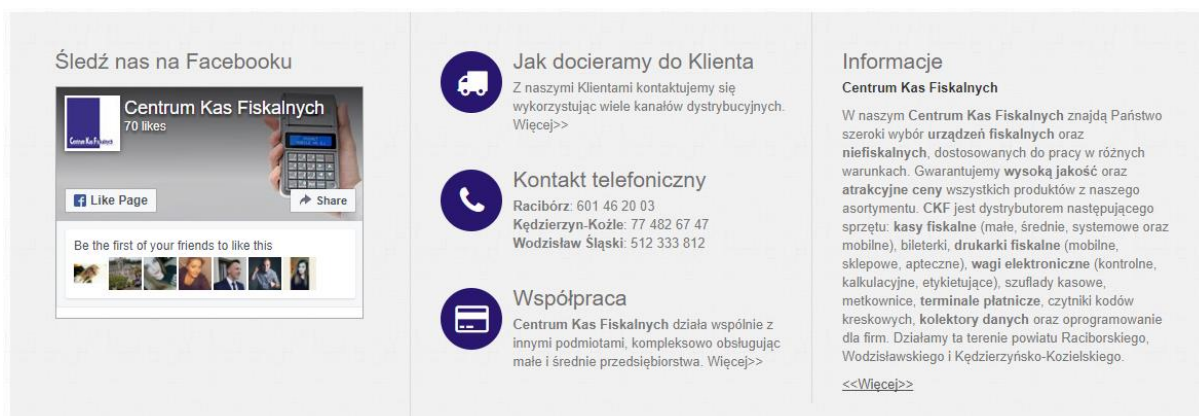 Śledź nas na Facebooku
Centrum Kas Fiskalnych
70 likes
Centrum Kas Fiskalnych
Like Page
Share
Be the first of your friends to like this
Jak docieramy do Klienta
Z naszymi Klientami kontaktujemy się
wykorzystując wiele kanałów dystrybucyjnych.
Więcej>>
Kontakt telefoniczny
Racibórz: 601 46 20 03
Kędzierzyn-Koźle: 77 482 67 47
Wodzisław Śląski: 512 333 812
Współpraca
Centrum Kas Fiskalnych działa wspólnie z
innymi podmiotami, kompleksowo obsługując
małe i średnie przedsiębiorstwa. Więcej>>
Informacje
Centrum Kas Fiskalnych
W naszym Centrum Kas Fiskalnych znajdą Państwo
szeroki wybór urządzeń fiskalnych oraz
niefiskalnych, dostosowanych do pracy w różnych
warunkach. Gwarantujemy wysoką jakość oraz
atrakcyjne ceny wszystkich produktów z naszego
asortymentu. CKF jest dystrybutorem następującego
sprzętu: kasy fiskalne (małe, średnie, systemowe oraz
mobilne), bileterki, drukarki fiskalne (mobilne,
sklepowe, apteczne), wagi elektroniczne (kontrolne,
kalkulacyjne, etykietujące), szuflady kasowe,
metkownice, terminale płatnicze, czytniki kodów
kreskowych, kolektory danych oraz oprogramowanie
dla firm. Działamy ta terenie powiatu Raciborskiego,
Wodzisławskiego i Kędzierzyńsko-Kozielskiego.
<<Więcej>>